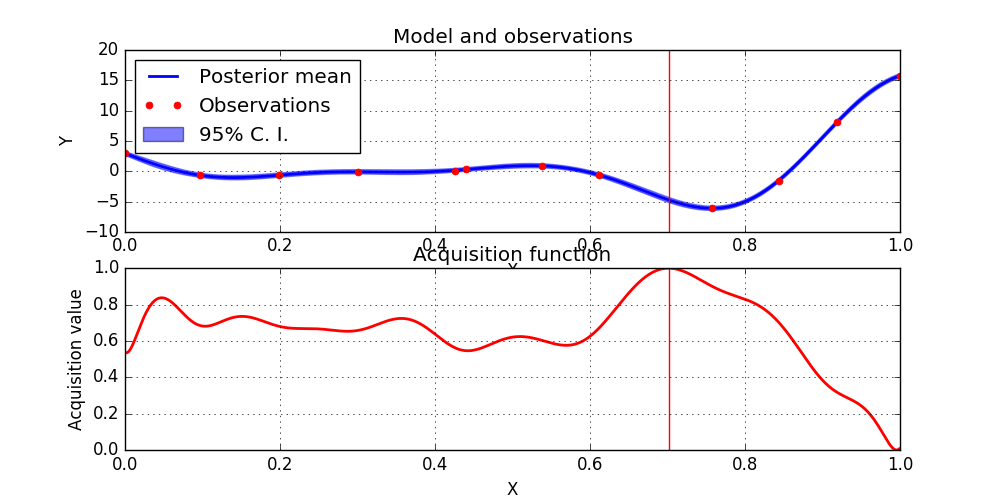 Model and observations
20
15
10
5
0
−5
−10
Y
Posterior mean
Observations
95% C. I.
0.0 0.2 0.4 0.6 0.8 1.0
Acquisition function
1.0
0.8
0.6
0.4
0.2
0.0
Acquisition value
0.0 0.2 0.4 0.6 0.8 1.0
X